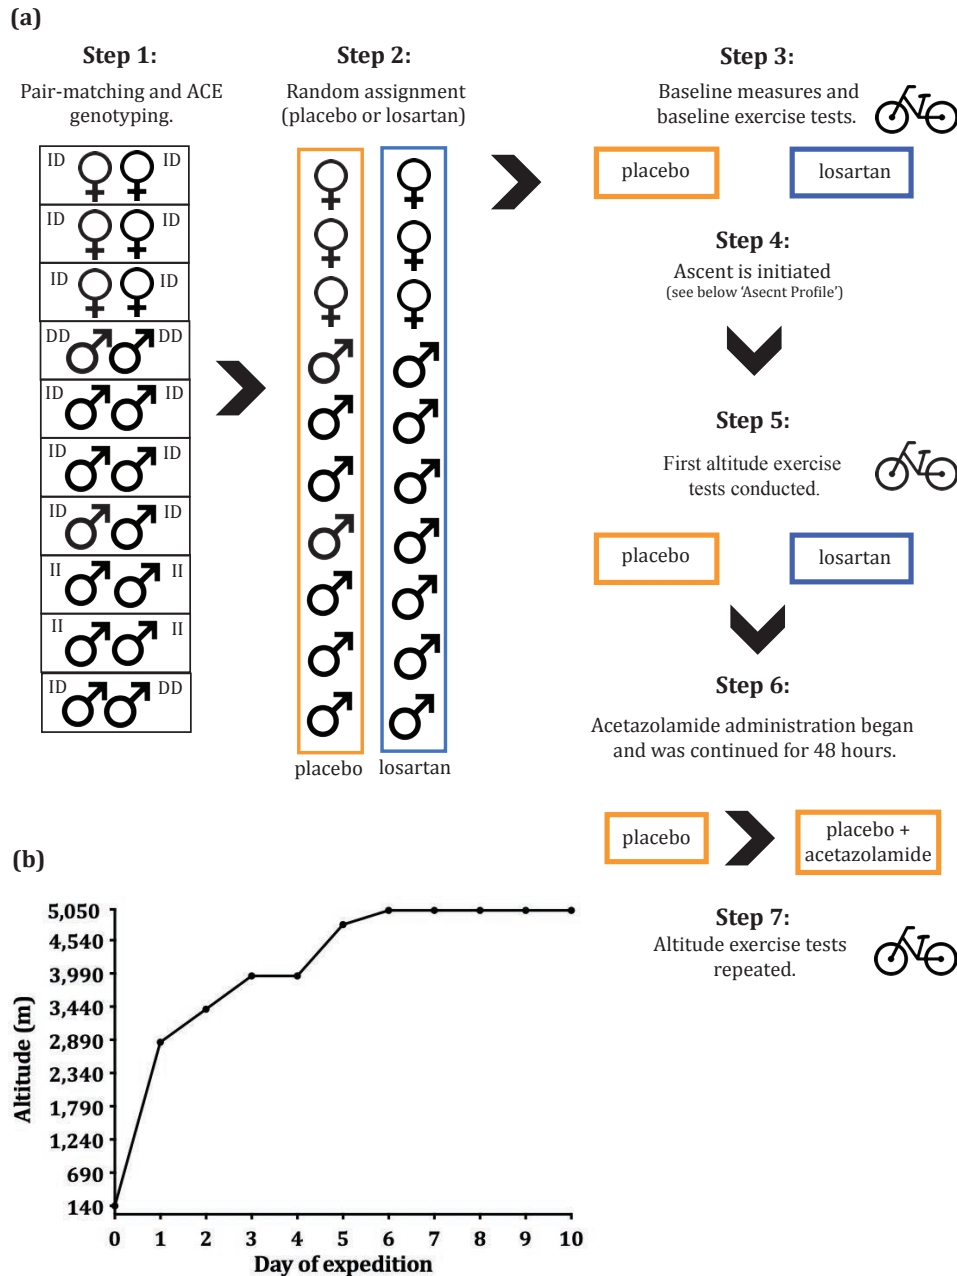 (a)
Step 1:
Pair-matching and ACE
genotyping.
ID ID
ID ID
ID ID
DD DD
ID ID
ID ID
ID ID
II II
II II
ID DD
Step 2:
Random assignment
(placebo or losartan)
placebo losartan
Step 3:
Baseline measures and
baseline exercise tests.
placebo losartan
Step 4:
Ascent is initiated
(see below 'Asecnt Profile')
Step 5:
First altitude exercise
tests conducted.
placebo losartan
Step 6:
Acetazolamide administration began
and was continued for 48 hours.
placebo
placebo +
acetazolamide
Step 7:
Altitude exercise tests
repeated.
(b)
Altitude (m)
5,050
4,540
3,990
3,440
2,890
2,340
1,790
1,240
690
140
0 1 2 3 4 5 6 7 8 9 10
Day of expedition